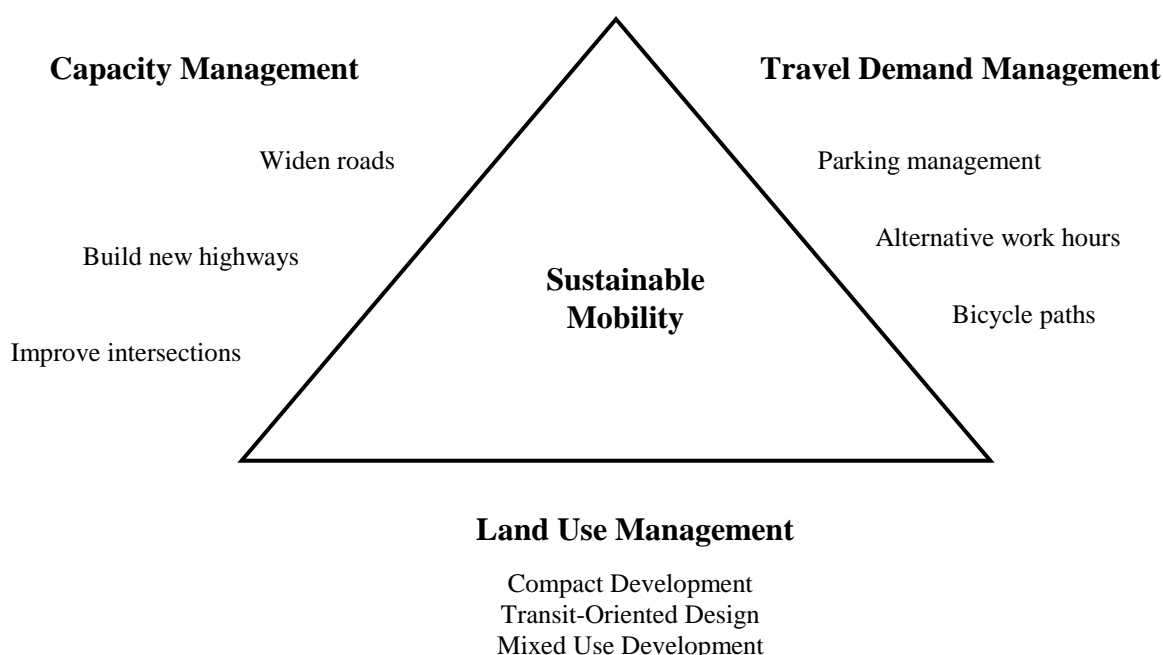 Capacity Management
Widen roads
Build new highways
Improve intersections
Travel Demand Management
Parking management
Alternative work hours
Bicycle paths
Sustainable
Mobility
Land Use Management
Compact Development
Transit-Oriented Design
Mixed Use Development